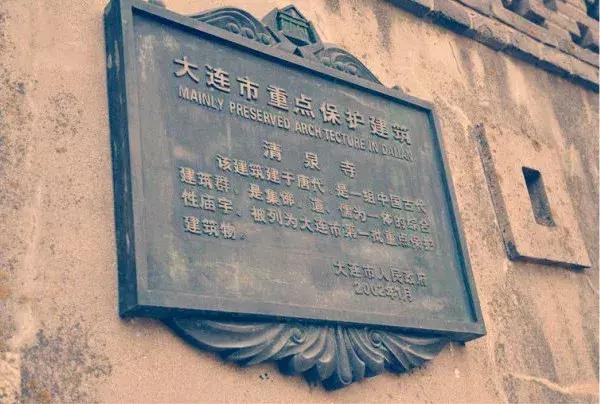 大连市重点保护建筑
MAINLY PRESERVED ARCHITECTURE IN DALIAN
清泉寺
该建筑建于唐代，是一组中国古代
建筑群，是集佛、道、儒为一体的综合
性庙宇，被列为大连市第一批重点保护
建筑物。
大连市人民政府
2002年1月